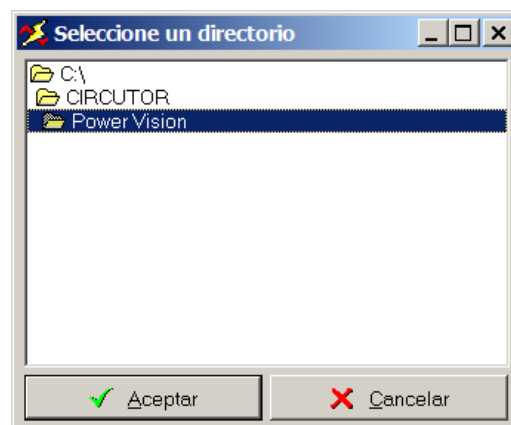 Seleccione un directorio
C:\
CIRCUTOR
Power Vision
Aceptar
Cancelar